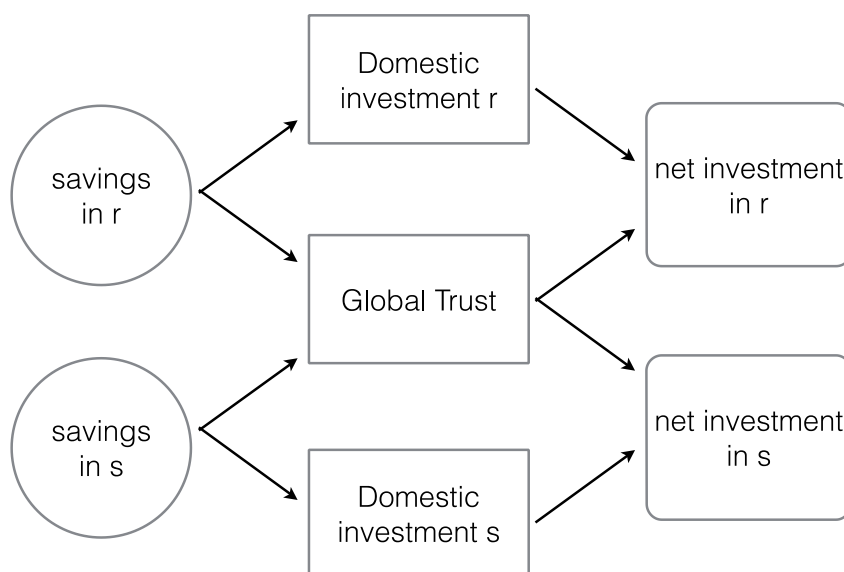 savings
in r
Domestic
investment r
net investment
in r
Global Trust
savings
in s
Domestic
investment s
net investment
in s